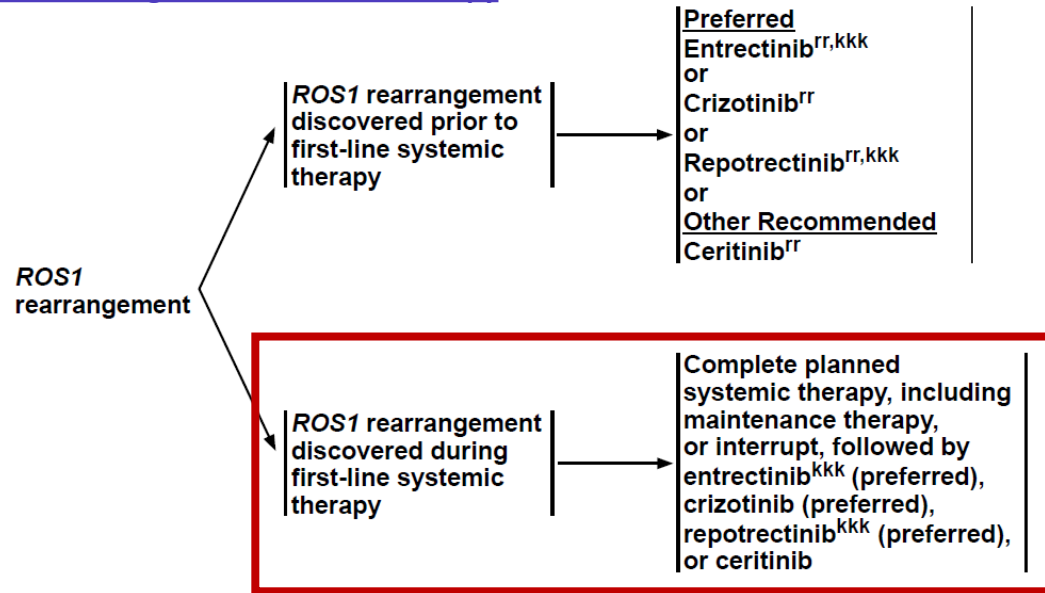 Preferred
Entrectinibrr,kkk
or
Crizotinibrr
or
Repotrectinibrr,kkk
or
Other Recommended
Ceritinibrr
ROS1 rearrangement
discovered prior to
first-line systemic
therapy
ROS1
rearrangement
ROS1 rearrangement
discovered during
first-line systemic
therapy
Complete planned
systemic therapy, including
maintenance therapy,
or interrupt, followed by
entrectinibkkk (preferred),
crizotinib (preferred),
repotrectinibkkk (preferred),
or ceritinib